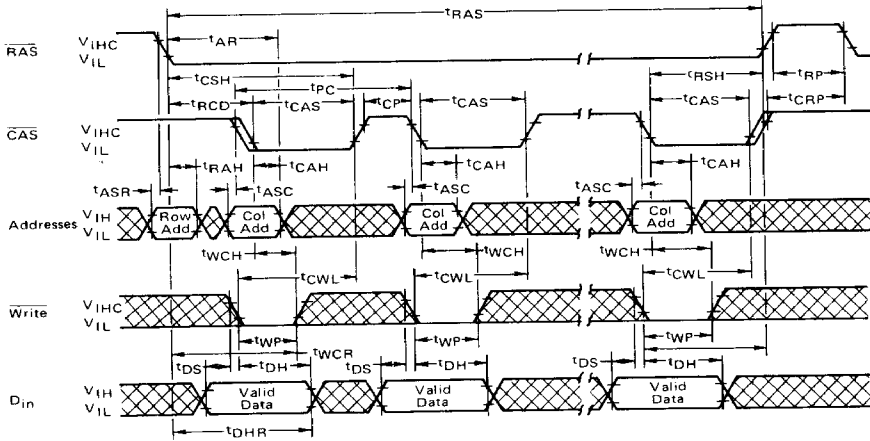 tRAS
tAR
RAS VIHC
VIL
tCSH tRSH tRP
tPC
tRCD tCAS tCP tCAS tCAS tCRP
CAS VIHC
VIL
tRAH tCAH tCAH tCAH
tASR tASC tASC tASC
Addresses VIH Row Add Col Add Col Add Col Add
VIL
tWCH tWCH tWCH
tCWL tCWL tCWL
Write VIHC
VIL
tWP tWP tWP
tWCR
tDS tDH tDS tDH tDS tDH
Din VIH Valid Data Valid Data Valid Data
VIL
tDHR